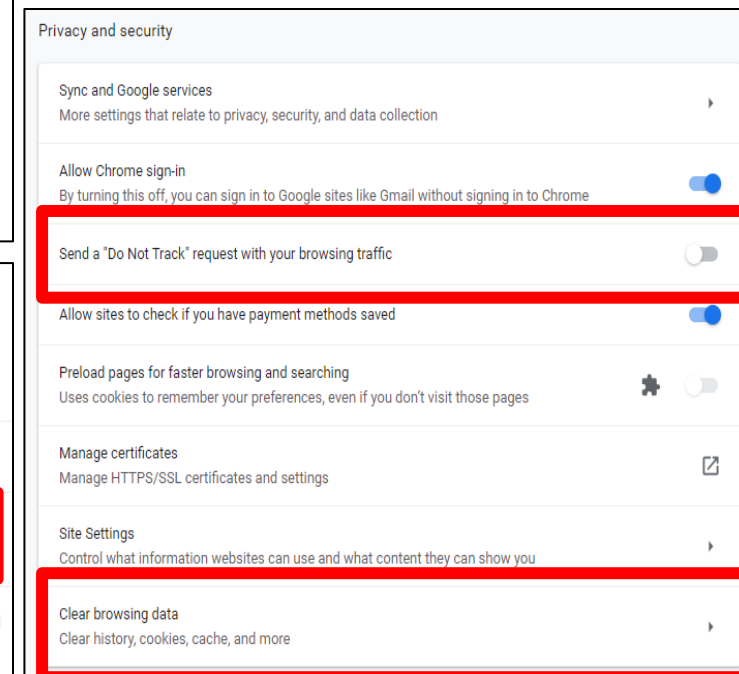 Privacy and security
Sync and Google services
More settings that relate to privacy, security, and data collection
Allow Chrome sign-in
By turning this off, you can sign in to Google sites like Gmail without signing in to Chrome
Send a "Do Not Track" request with your browsing traffic
Allow sites to check if you have payment methods saved
Preload pages for faster browsing and searching
Uses cookies to remember your preferences, even if you don't visit those pages
Manage certificates
Manage HTTPS/SSL certificates and settings
Site Settings
Control what information websites can use and what content they can show you
Clear browsing data
Clear history, cookies, cache, and more